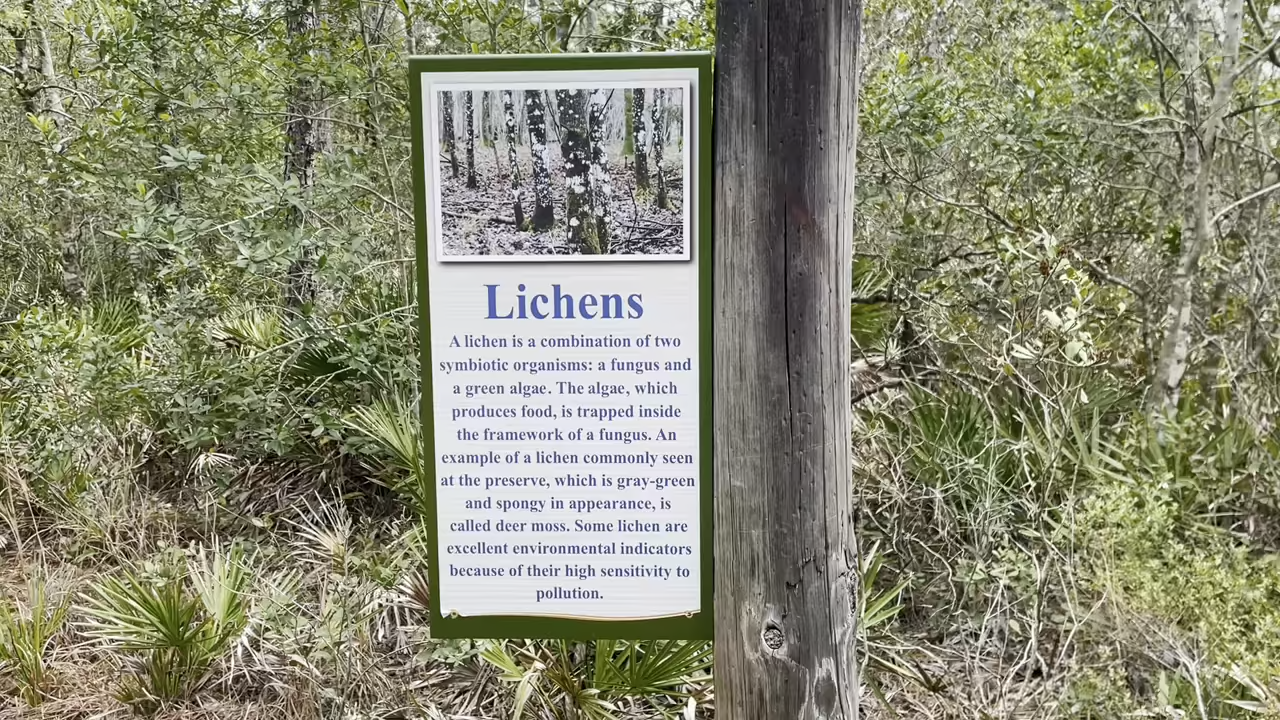 Lichens
A lichen is a combination of two
symbiotic organisms: a fungus and
a green algae. The algae, which
produces food, is trapped inside
the framework of a fungus. An
example of a lichen commonly seen
at the preserve, which is gray-green
and spongy in appearance, is
called deer moss. Some lichen are
excellent environmental indicators
because of their high sensitivity to
pollution.